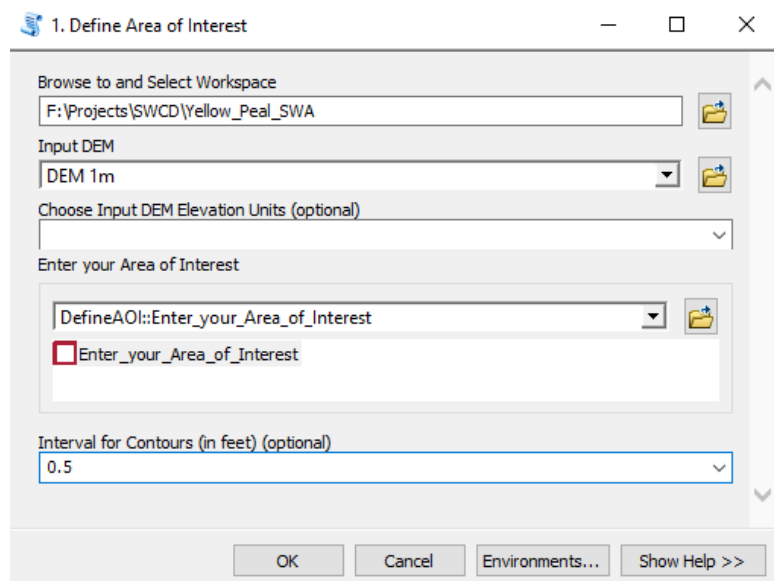 1. Define Area of Interest
Browse to and Select Workspace
F:\Projects\SWCD\Yellow_Peal_SWA
Input DEM
DEM 1m
Choose Input DEM Elevation Units (optional)
Enter your Area of Interest
DefineAOI::Enter_your_Area_of_Interest
Enter_your_Area_of_Interest
Interval for Contours (in feet) (optional)
0.5
OK Cancel Environments... Show Help >>